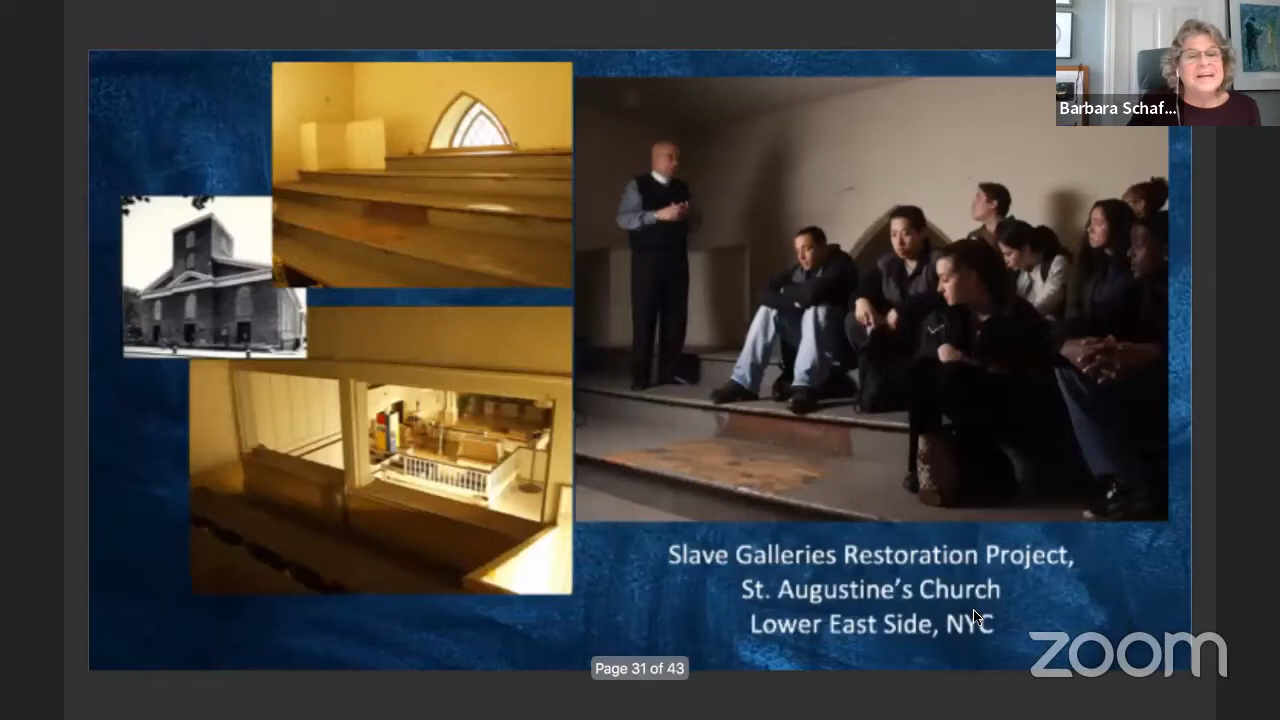 Barbara Schaf...
Slave Galleries Restoration Project,
St. Augustine's Church
Lower East Side, NYC
Page 31 of 43
zoom